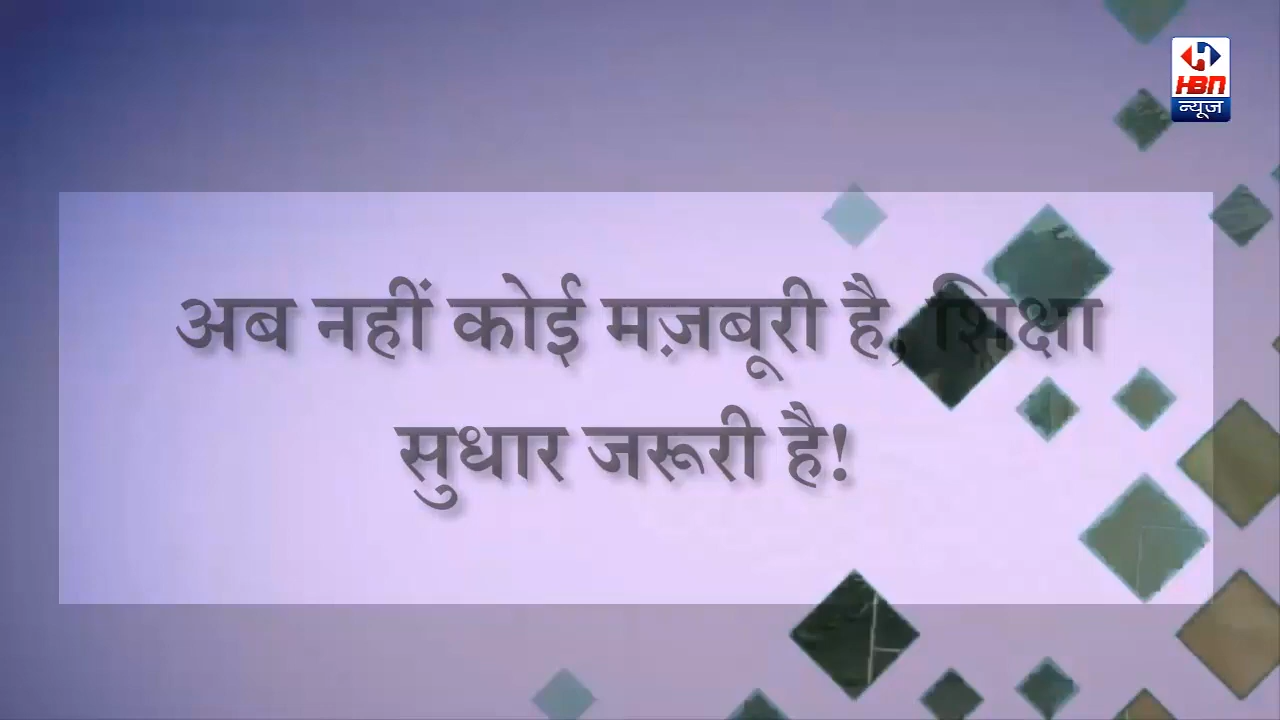 HBN
न्यूज
अब नहीं कोई मज़बूरी है, शिक्षा
सुधार जरूरी है!